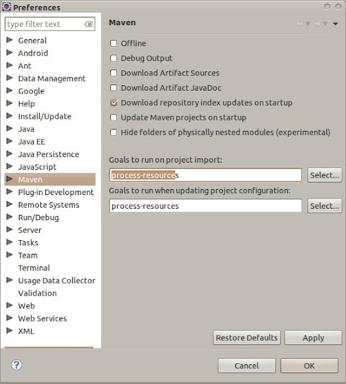 Preferences
type filter text
Maven
General
Android
Ant
Data Management
Google
Help
Install/Update
Java
Java EE
Java Persistence
JavaScript
Maven
Plug-in Development
Remote Systems
Run/Debug
Server
Tasks
Team
Terminal
Usage Data Collector
Validation
Web
Web Services
XML
Offline
Debug Output
Download Artifact Sources
Download Artifact JavaDoc
Download repository index updates on startup
Update Maven projects on startup
Hide folders of physically nested modules (experimental)
Goals to run on project import:
process-resources Select...
Goals to run when updating project configuration:
process-resources Select...
Restore Defaults Apply
Cancel OK